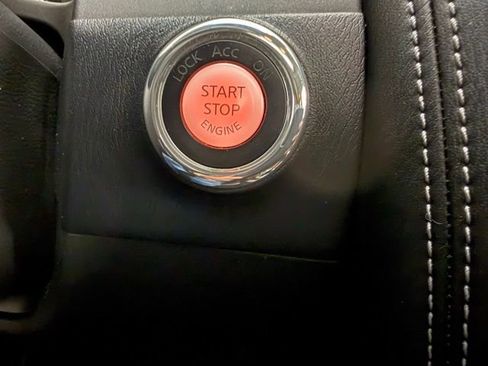 LOCK ACC ON
START
STOP
ENGINE